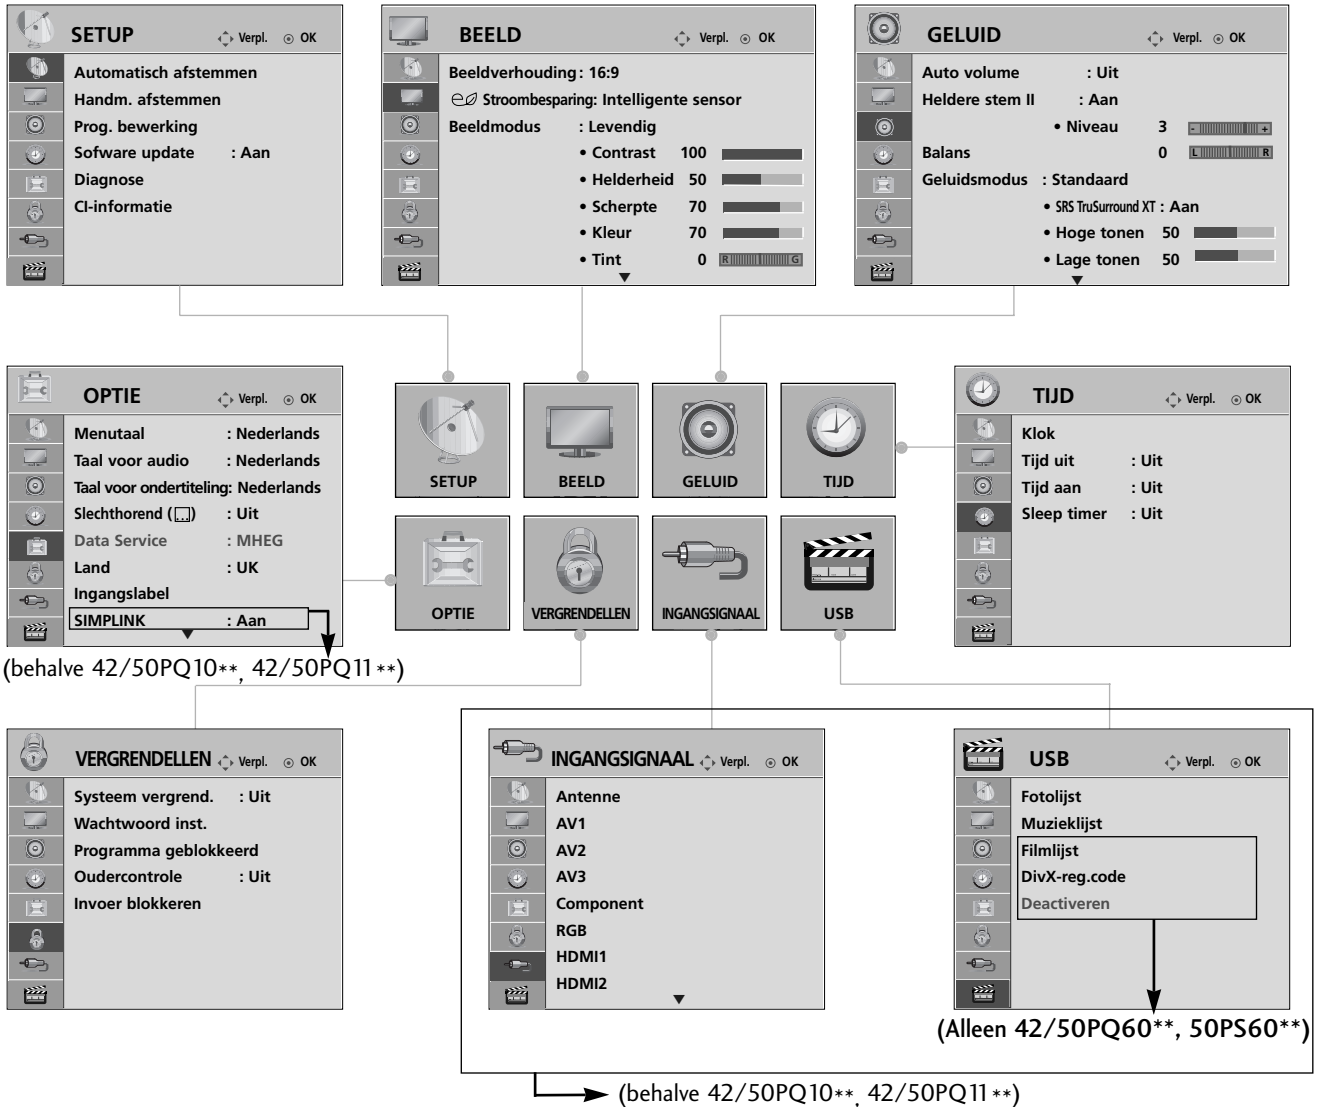 SETUP Verpl. OK
Automatisch afstemmen
Handm. afstemmen
Prog. bewerking
Sofware update : Aan
Diagnose
CI-informatie
BEELD Verpl. OK
Beeldverhouding : 16:9
Stroombesparing: Intelligente sensor
Beeldmodus : Levendig
• Contrast 100
• Helderheid 50
• Scherpte 70
• Kleur 70
• Tint 0 R G
GELUID Verpl. OK
Auto volume : Uit
Heldere stem II : Aan
• Niveau 3 - +
Balans 0 L R
Geluidsmodus : Standaard
• SRS TruSurround XT : Aan
• Hoge tonen 50
• Lage tonen 50
OPTIE Verpl. OK
Menutaal : Nederlands
Taal voor audio : Nederlands
Taal voor ondertiteling: Nederlands
Slechthorend ( ) : Uit
Data Service : MHEG
Land : UK
Ingangslabel
SIMPLINK : Aan
(behalve 42/50PQ10**, 42/50PQ11**)
SETUP
BEELD
GELUID
TIJD
OPTIE
VERGRENDELLEN
INGANGSIGNAAL
USB
TIJD Verpl. OK
Klok
Tijd uit : Uit
Tijd aan : Uit
Sleep timer : Uit
VERGRENDELLEN Verpl. OK
Systeem vergrend. : Uit
Wachtwoord inst.
Programma geblokkeerd
Oudercontrole : Uit
Invoer blokkeren
INGANGSIGNAAL Verpl. OK
Antenne
AV1
AV2
AV3
Component
RGB
HDMI1
HDMI2
USB Verpl. OK
Fotolijst
Muzieklijst
Filmlijst
DivX-reg.code
Deactiveren
(Alleen 42/50PQ60**, 50PS60**)
(behalve 42/50PQ10**, 42/50PQ11**)